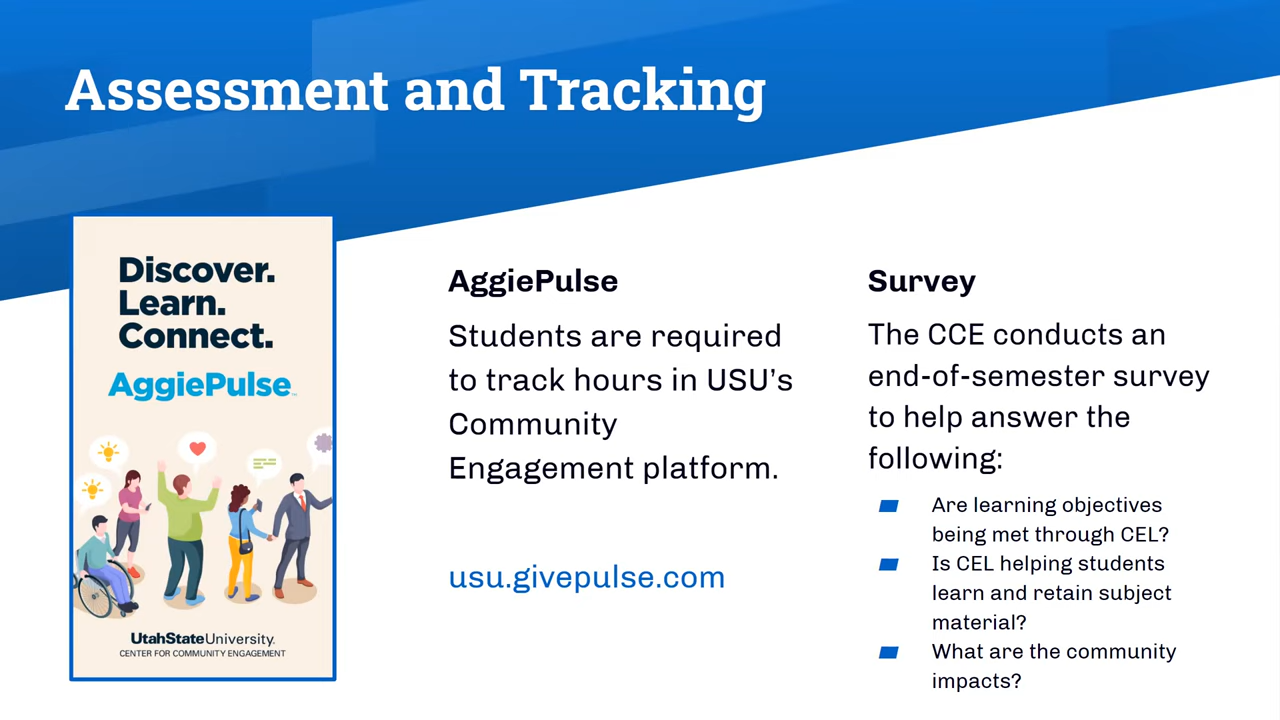 Assessment and Tracking
Discover.
Learn.
Connect.
AggiePulse™
UtahStateUniversity.
CENTER FOR COMMUNITY ENGAGEMENT
AggiePulse
Students are required
to track hours in USU’s
Community
Engagement platform.
usu.givepulse.com
Survey
The CCE conducts an
end-of-semester survey
to help answer the
following:
Are learning objectives
being met through CEL?
Is CEL helping students
learn and retain subject
material?
What are the community
impacts?